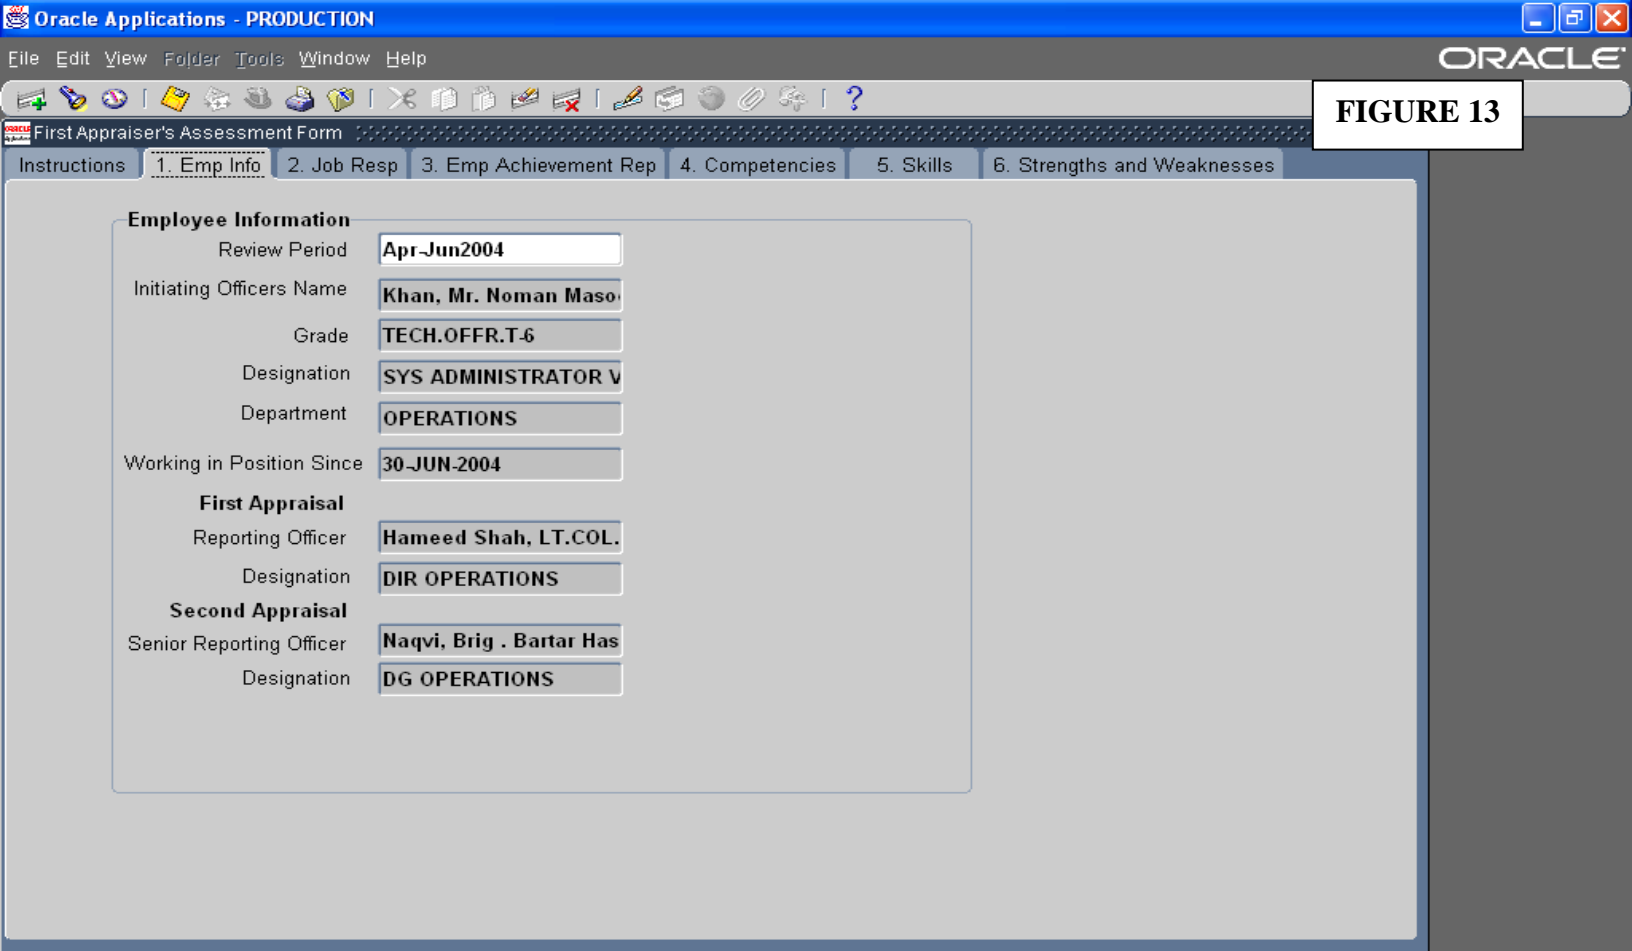 Oracle Applications - PRODUCTION
File Edit View Folder Tools Window Help
ORACLE
FIGURE 13
First Appraiser's Assessment Form
Instructions 1. Emp Info 2. Job Resp 3. Emp Achievement Rep 4. Competencies 5. Skills 6. Strengths and Weaknesses
Employee Information
Review Period Apr-Jun2004
Initiating Officers Name Khan, Mr. Noman Maso
Grade TECH.OFFR.T-6
Designation SYS ADMINISTRATOR V
Department OPERATIONS
Working in Position Since 30-JUN-2004
First Appraisal
Reporting Officer Hameed Shah, LT.COL.
Designation DIR OPERATIONS
Second Appraisal
Senior Reporting Officer Naqvi, Brig . Bartar Has
Designation DG OPERATIONS